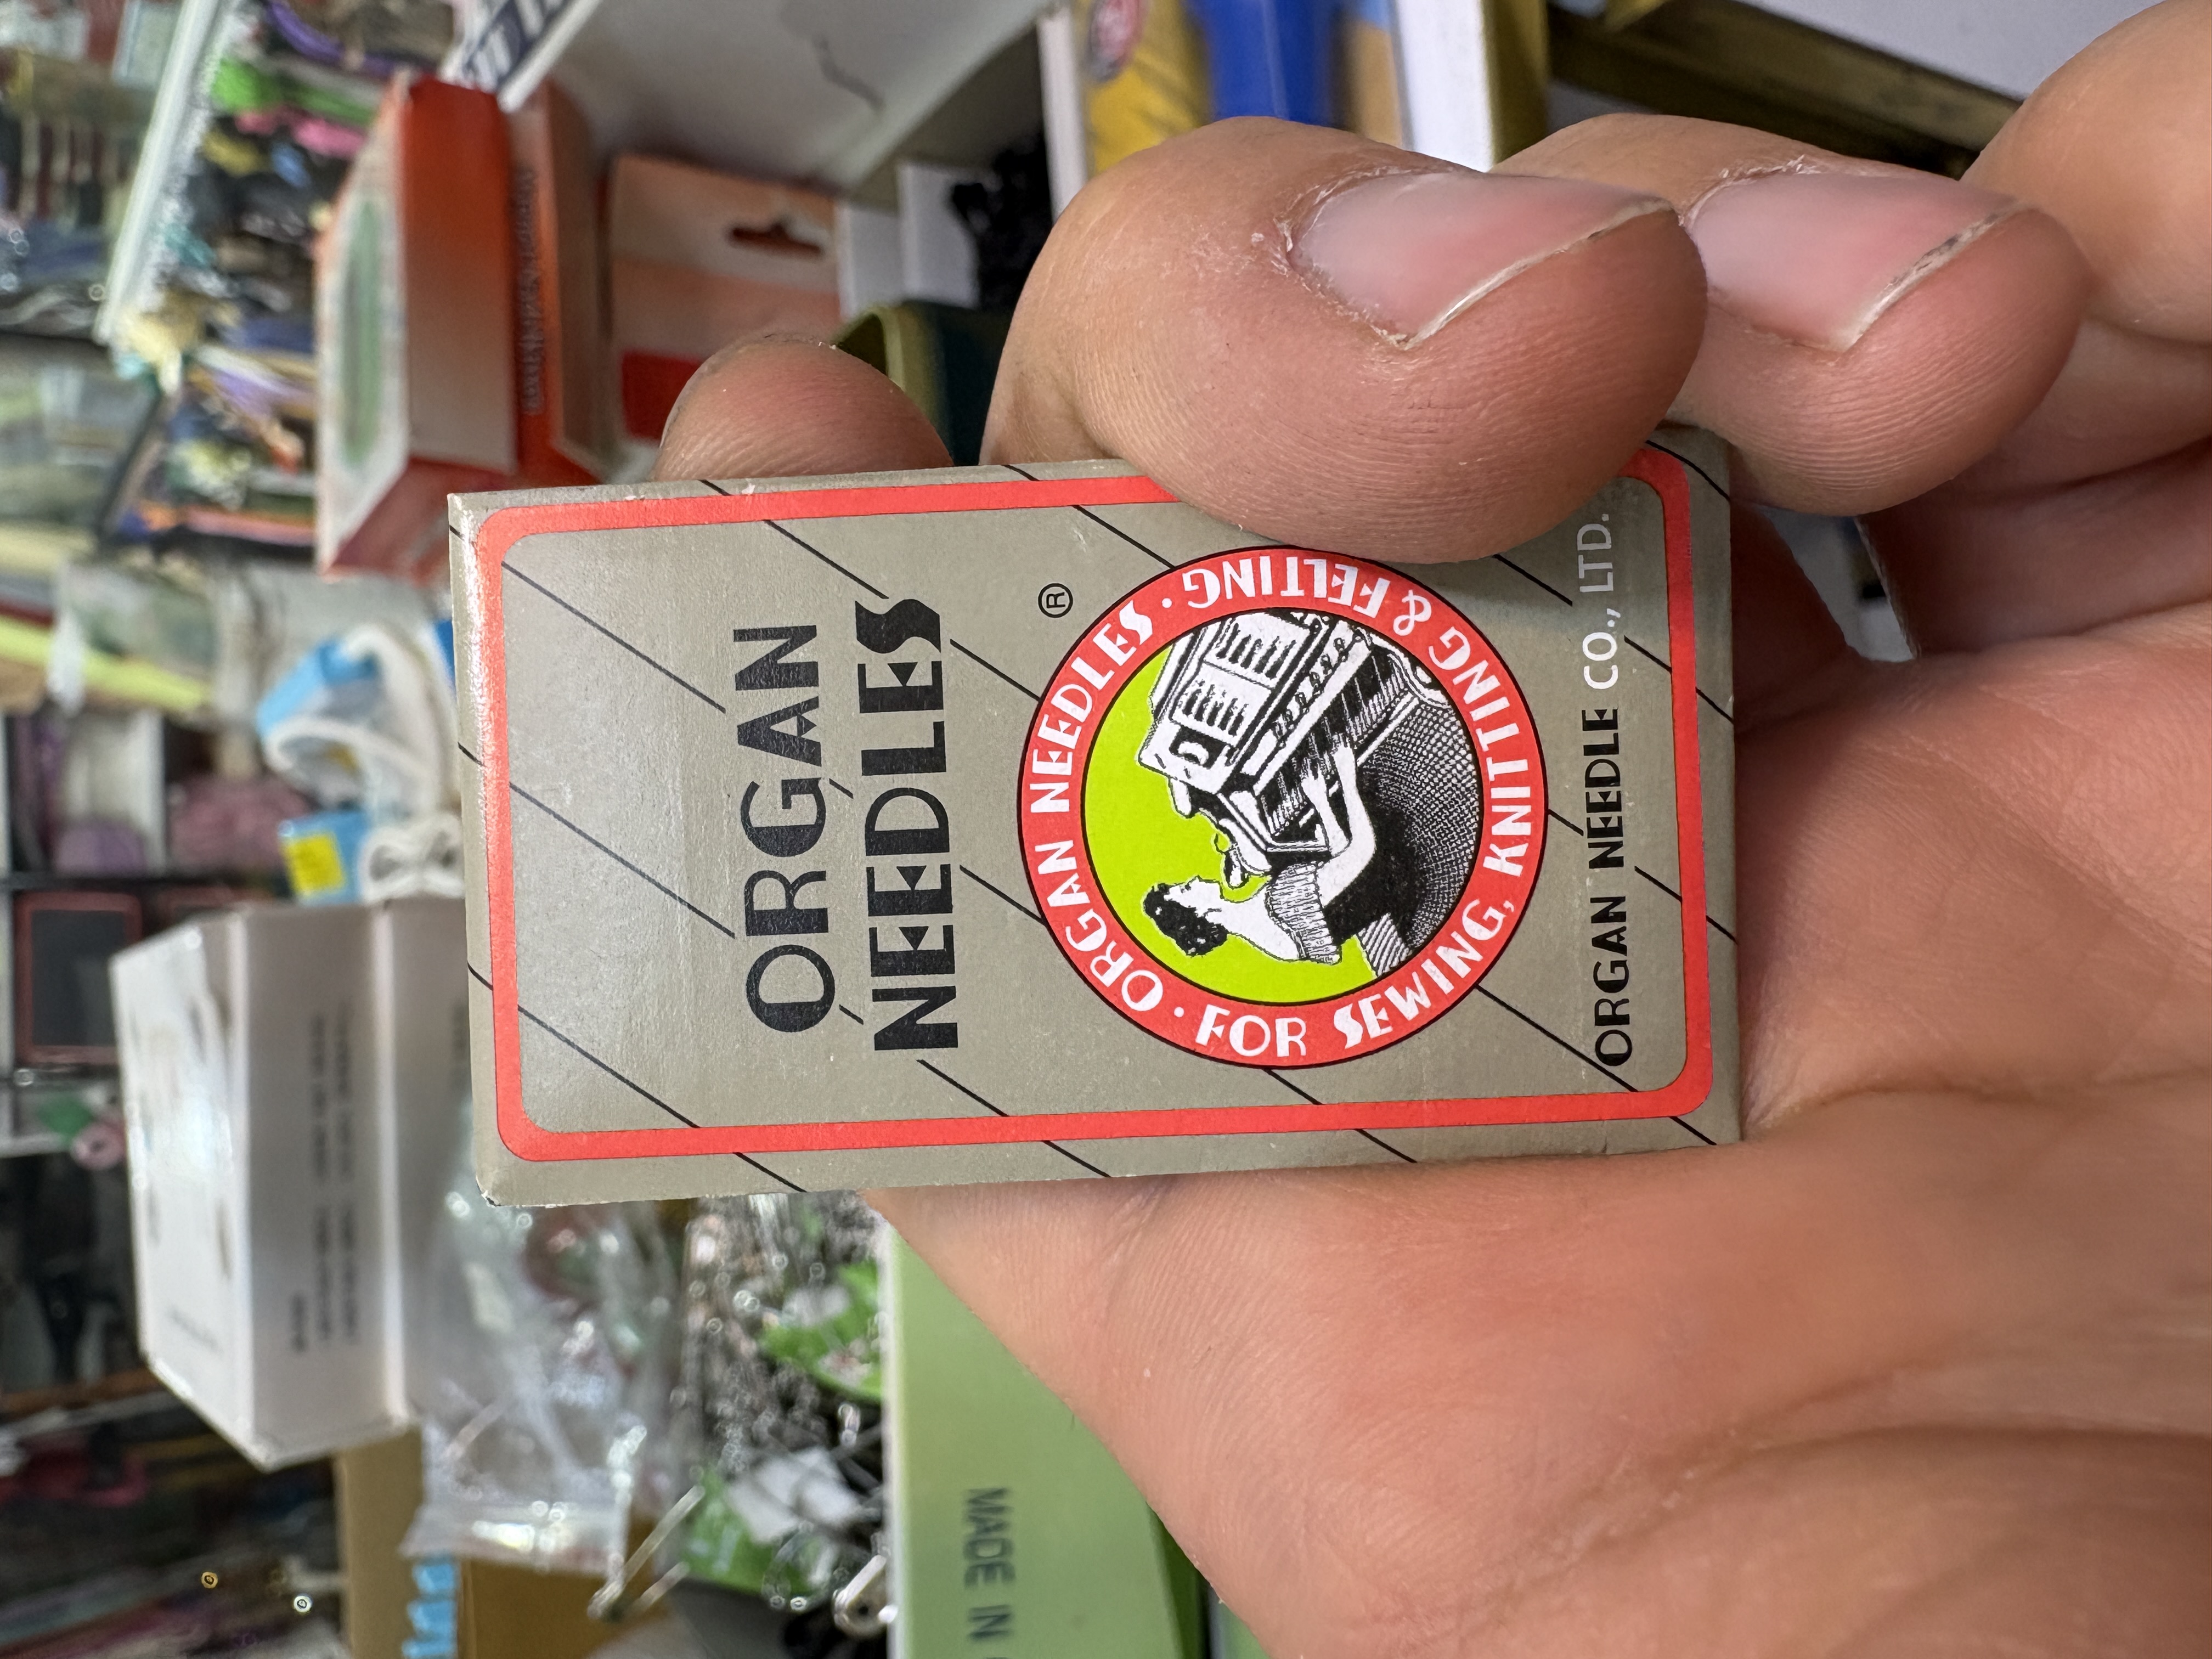 ORGAN
NEEDLES
®
· ORGAN NEEDLES ·
FOR SEWING, KNITTING & FELTING
ORGAN NEEDLE CO., LTD.
MADE IN